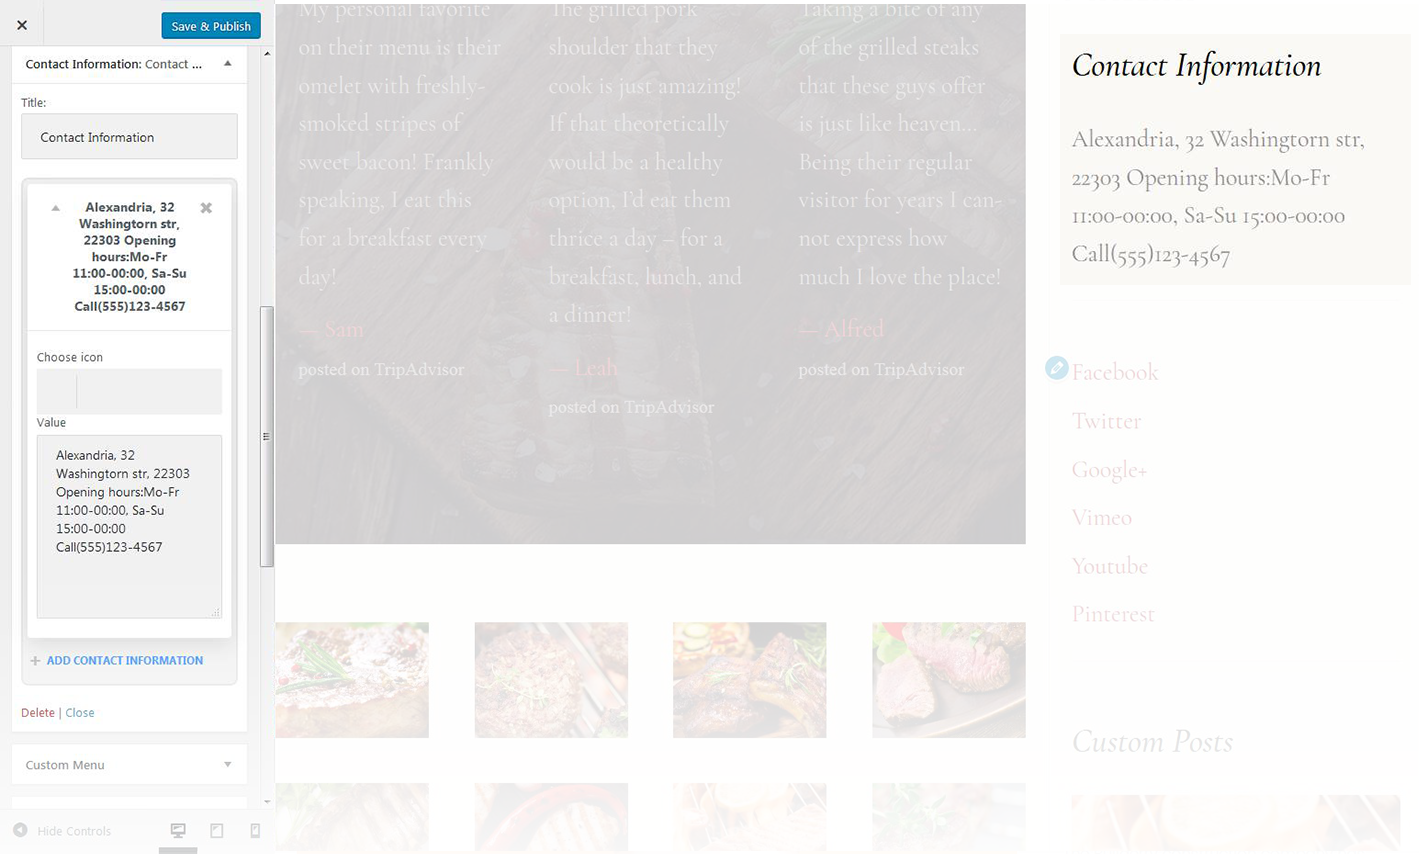 Save & Publish
Contact Information: Contact ...
Title:
Contact Information
Alexandria, 32
Washingtorn str,
22303 Opening
hours:Mo-Fr
11:00-00:00, Sa-Su
15:00-00:00
Call(555)123-4567
Choose icon
Value
Alexandria, 32
Washingtorn str, 22303
Opening hours:Mo-Fr
11:00-00:00, Sa-Su
15:00-00:00
Call(555)123-4567
ADD CONTACT INFORMATION
Delete | Close
Custom Menu
Hide Controls
My personal favorite
on their menu is their
omelet with freshly-
smoked stripes of
sweet bacon! Frankly
speaking, I eat this
for a breakfast every
day!
— Sam
posted on TripAdvisor
The grilled pork
shoulder that they
cook is just amazing!
If that theoretically
would be a healthy
option, I'd eat them
thrice a day – for a
breakfast, lunch, and
a dinner!
— Leah
posted on TripAdvisor
Taking a bite of any
of the grilled steaks
that these guys offer
is just like heaven...
Being their regular
visitor for years I can-
not express how
much I love the place!
— Alfred
posted on TripAdvisor
Contact Information
Alexandria, 32 Washingtorn str,
22303 Opening hours:Mo-Fr
11:00-00:00, Sa-Su 15:00-00:00
Call(555)123-4567
Facebook
Twitter
Google+
Vimeo
Youtube
Pinterest
Custom Posts